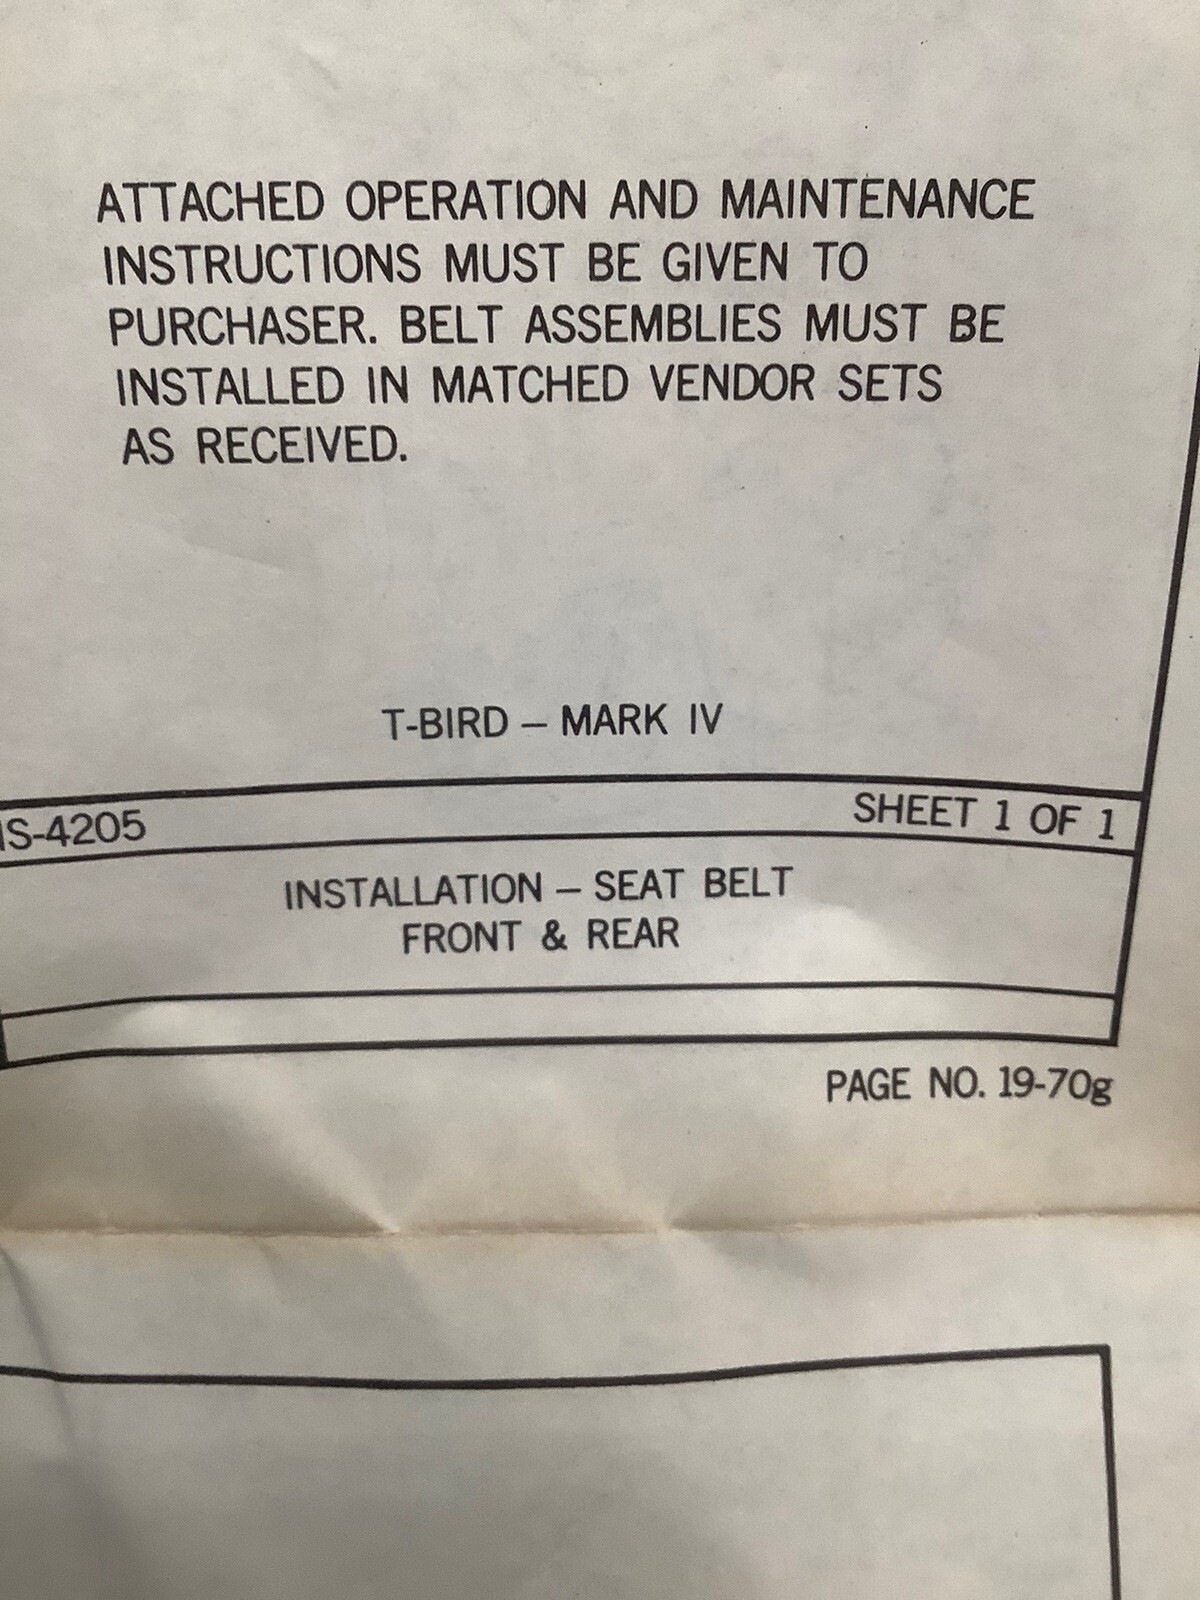 ATTACHED OPERATION AND MAINTENANCE
INSTRUCTIONS MUST BE GIVEN TO
PURCHASER. BELT ASSEMBLIES MUST BE
INSTALLED IN MATCHED VENDOR SETS
AS RECEIVED.
T-BIRD – MARK IV
IS-4205 SHEET 1 OF 1
INSTALLATION – SEAT BELT
FRONT & REAR
PAGE NO. 19-70g